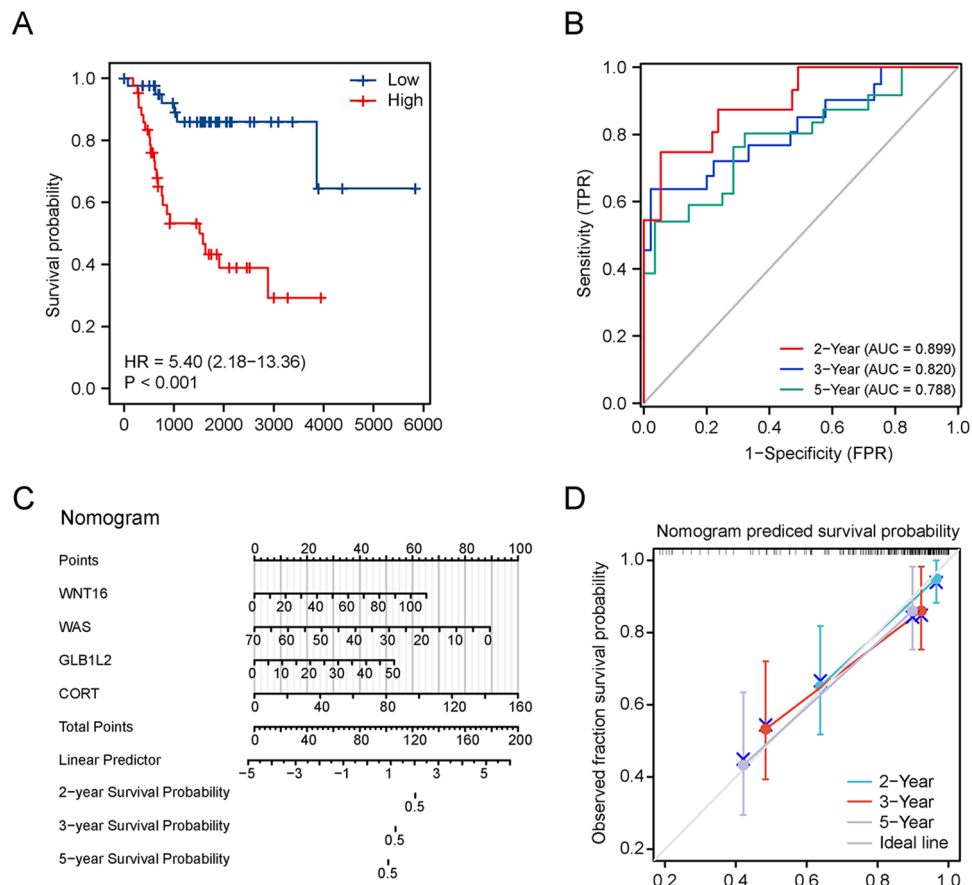 A
Survival probability
1.0
0.8
0.6
0.4
0.2
0.0
Low
High
HR = 5.40 (2.18−13.36)
P < 0.001
0 1000 2000 3000 4000 5000 6000
B
Sensitivity (TPR)
1.0
0.8
0.6
0.4
0.2
0.0
2−Year (AUC = 0.899)
3−Year (AUC = 0.820)
5−Year (AUC = 0.788)
0.0 0.2 0.4 0.6 0.8 1.0
1−Specificity (FPR)
C
Nomogram
Points
0 20 40 60 80 100
WNT16
0 20 40 60 80 100
WAS
70 60 50 40 30 20 10 0
GLB1L2
0 10 20 30 40 50
CORT
0 40 80 120 160
Total Points
0 40 80 120 160 200
Linear Predictor
−5 −3 −1 1 3 5
2−year Survival Probability
0.5
3−year Survival Probability
0.5
5−year Survival Probability
0.5
D
Nomogram prediced survival probability
Observed fraction survival probability
1.0
0.8
0.6
0.4
0.2
2−Year
3−Year
5−Year
Ideal line
0.2 0.4 0.6 0.8 1.0